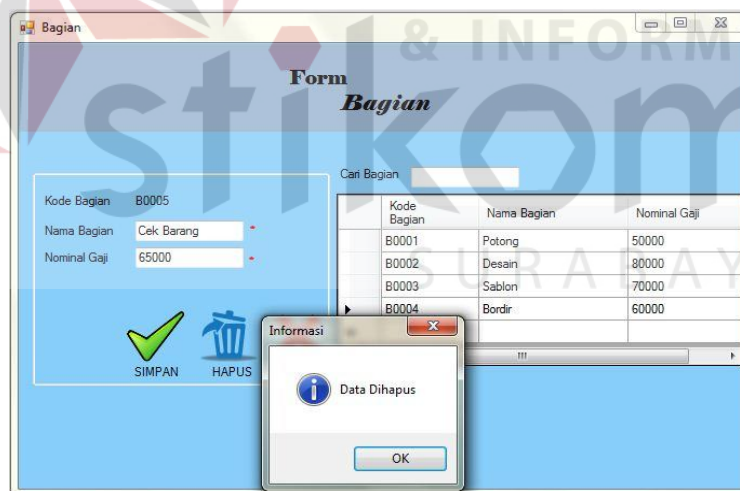 Bagian
& INFORM
stikom
SURABAY
Form
Bagian
Cari Bagian
Kode Bagian B0005
Nama Bagian Cek Barang *
Nominal Gaji 65000 *
SIMPAN HAPUS
Kode Bagian Nama Bagian Nominal Gaji
B0001 Potong 50000
B0002 Desain 80000
B0003 Sablon 70000
B0004 Bordir 60000
Informasi
Data Dihapus
OK